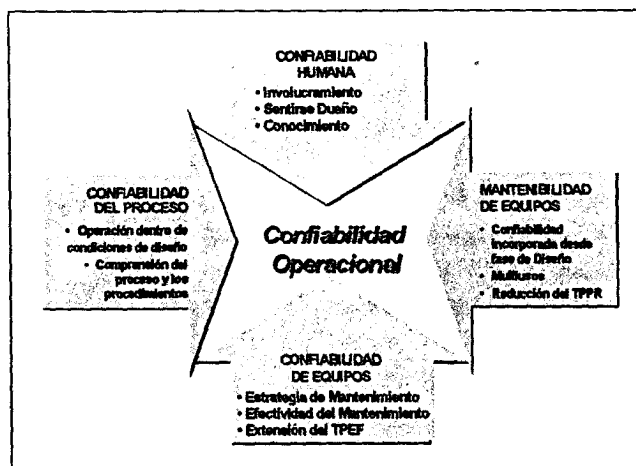 CONFIABILIDAD
HUMANA
• Involucramiento
• Sentirse Dueño
• Conocimiento
CONFIABILIDAD
DEL PROCESO
• Operación dentro de
condiciones de diseño
• Comprensión del
proceso y los
procedimientos
Confiabilidad
Operacional
MANTENIBILIDAD
DE EQUIPOS
• Confiabilidad
incorporada desde
fase de Diseño
• Multiusos
• Reducción del TPPR
CONFIABILIDAD
DE EQUIPOS
• Estrategia de Mantenimiento
• Efectividad del Mantenimiento
• Extensión del TPEF